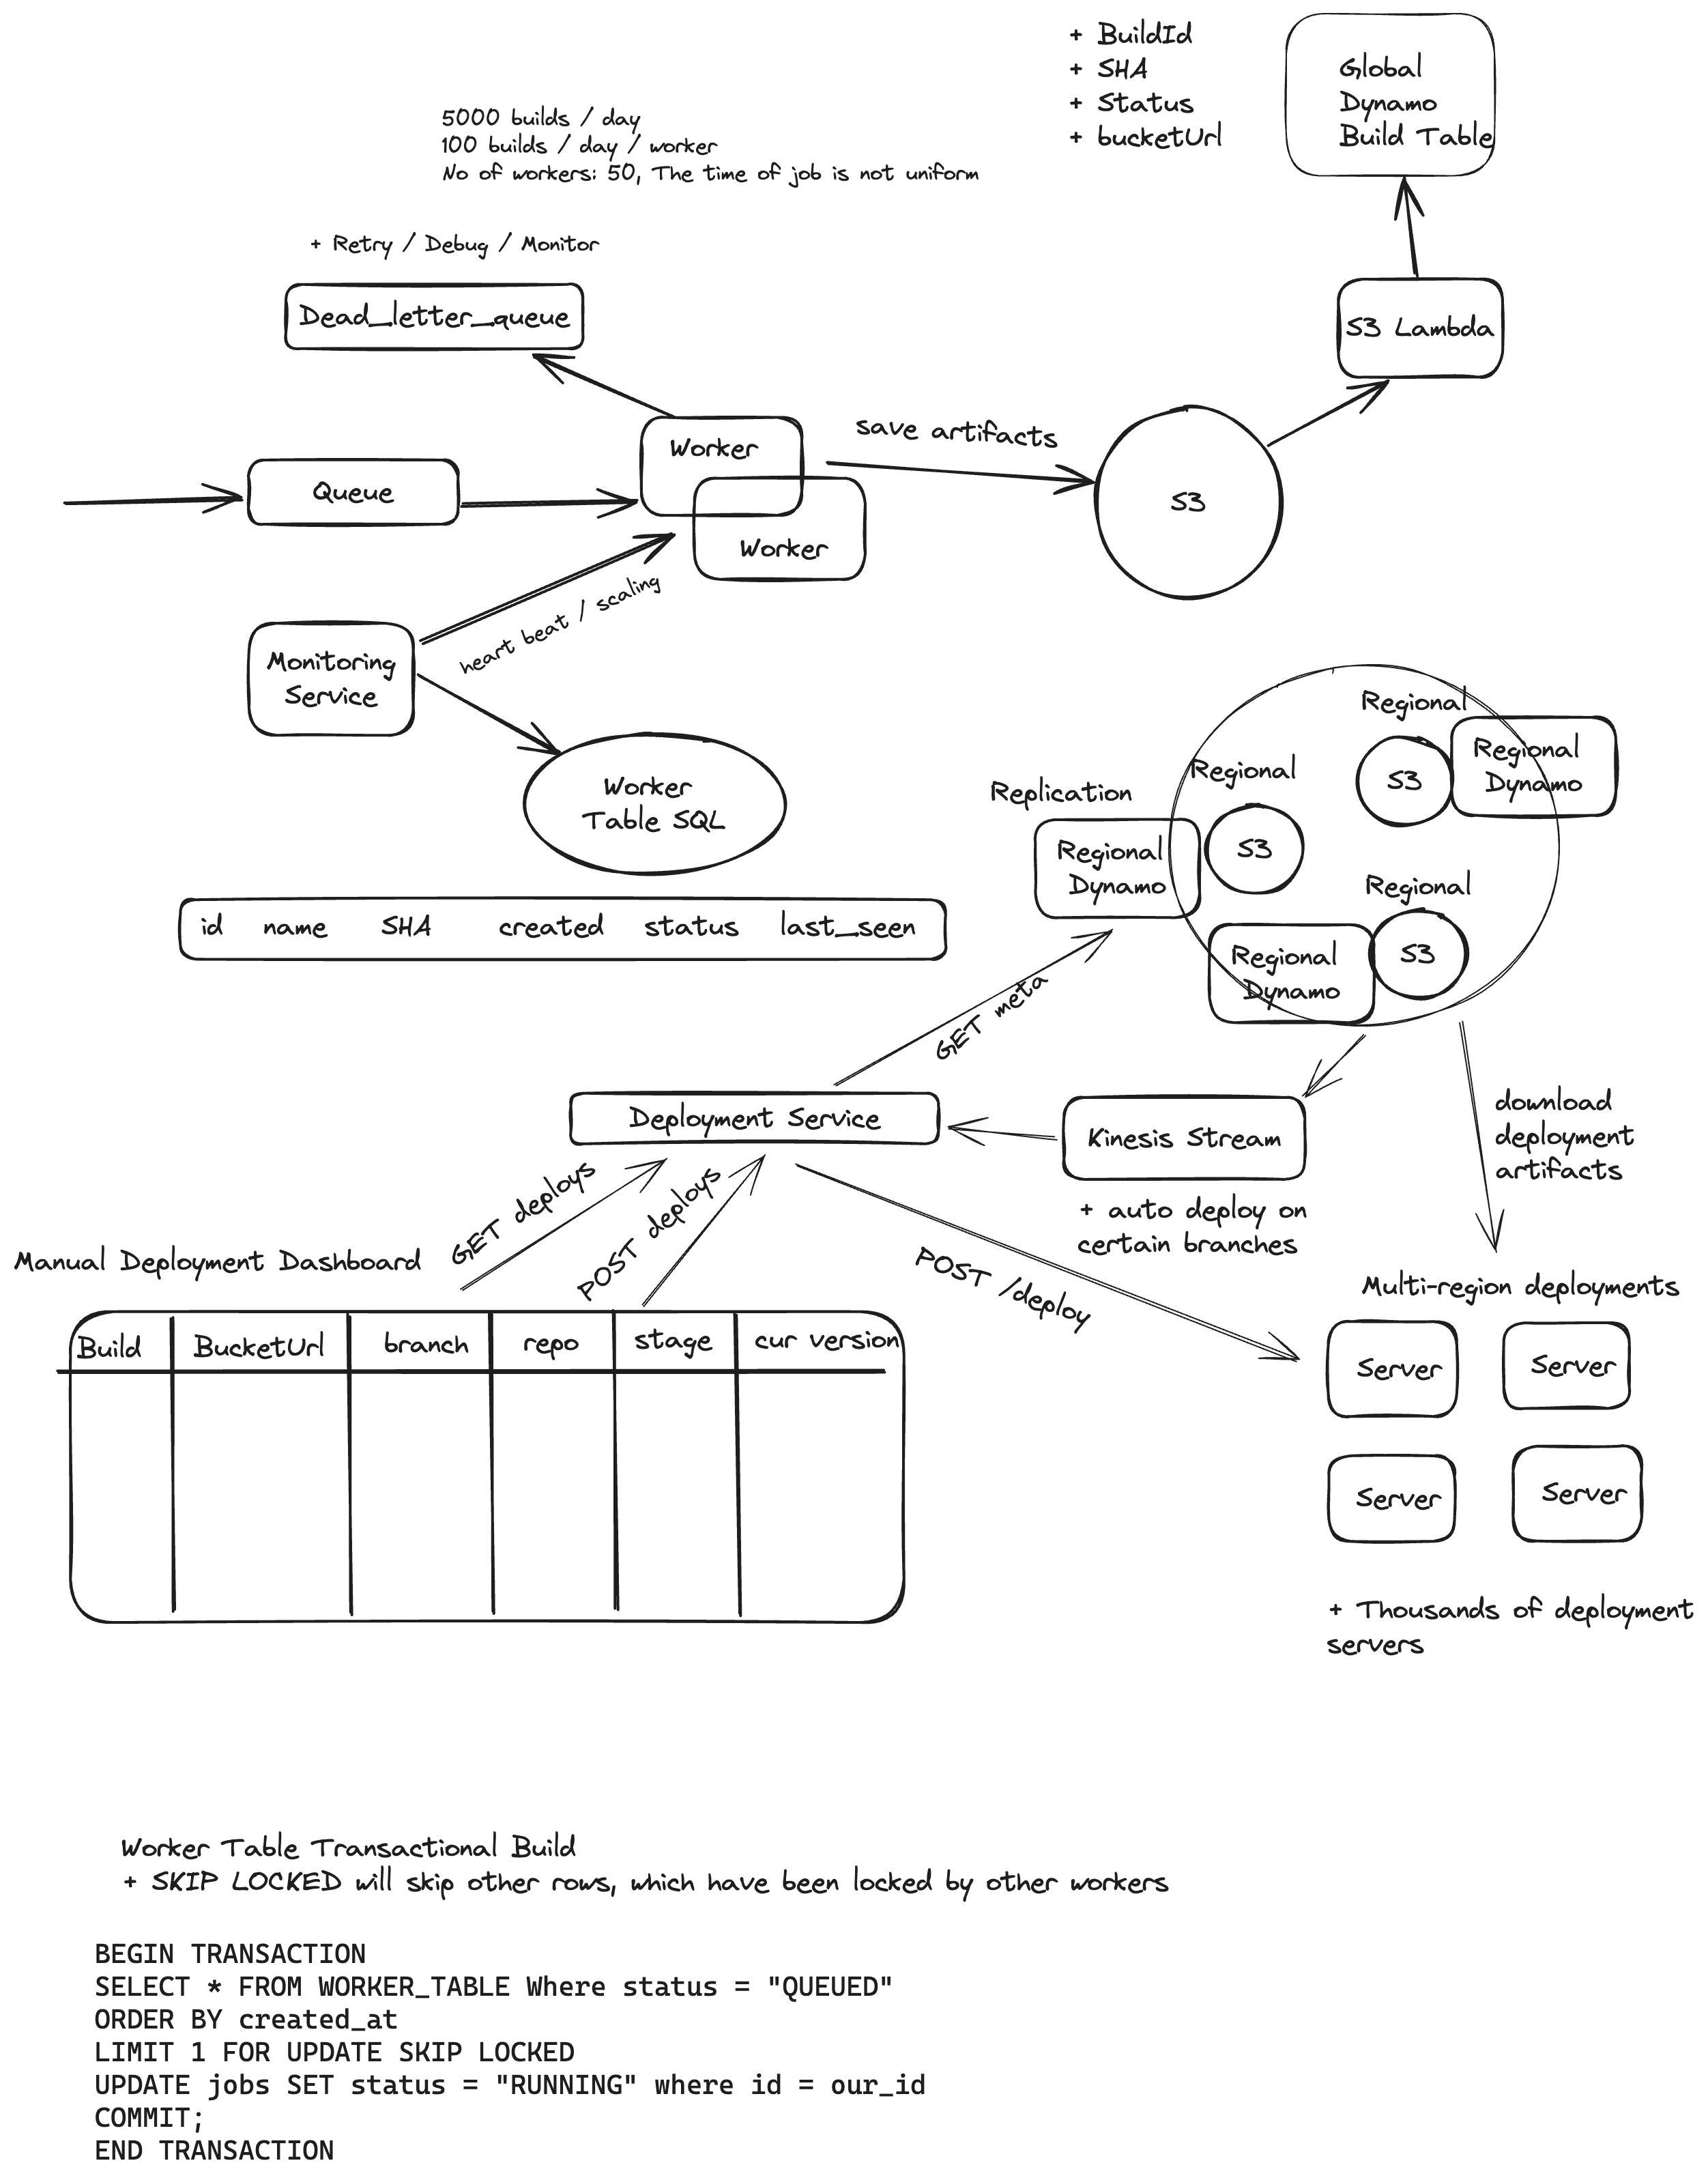 + BuildId
+ SHA
+ Status
+ bucketUrl
Global
Dynamo
Build Table
5000 builds / day
100 builds / day / worker
No of workers: 50, The time of job is not uniform
+ Retry / Debug / Monitor
Dead_letter_queue
S3 Lambda
Worker
save artifacts
Queue
S3
Worker
heart beat / scaling
Monitoring
Service
Worker
Table SQL
id name SHA created status last_seen
Regional
Regional
Dynamo
S3
Regional
Replication
Regional
Dynamo
S3
Regional
Regional
Dynamo
S3
GET meta
Deployment Service
Kinesis Stream
download
deployment
artifacts
+ auto deploy on
certain branches
GET deploys
POST deploys
POST /deploy
Manual Deployment Dashboard
Build BucketUrl branch repo stage cur version
Multi-region deployments
Server
Server
Server
Server
+ Thousands of deployment
servers
Worker Table Transactional Build
+ SKIP LOCKED will skip other rows, which have been locked by other workers
BEGIN TRANSACTION
SELECT * FROM WORKER_TABLE Where status = "QUEUED"
ORDER BY created_at
LIMIT 1 FOR UPDATE SKIP LOCKED
UPDATE jobs SET status = "RUNNING" where id = our_id
COMMIT;
END TRANSACTION